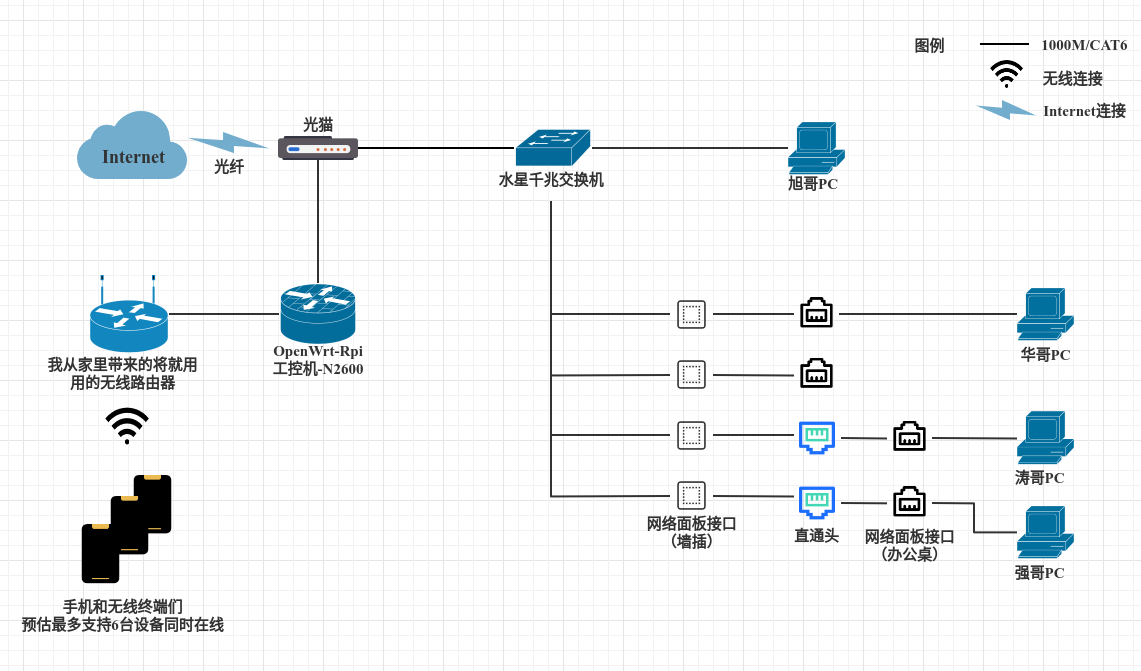 图例
1000M/CAT6
无线连接
Internet连接
光猫
Internet
光纤
水星千兆交换机
旭哥PC
OpenWrt-Rpi
工控机-N2600
我从家里带来的将就用
用的无线路由器
华哥PC
涛哥PC
网络面板接口
（墙插）
直通头
网络面板接口
（办公桌）
强哥PC
手机和无线终端们
预估最多支持6台设备同时在线